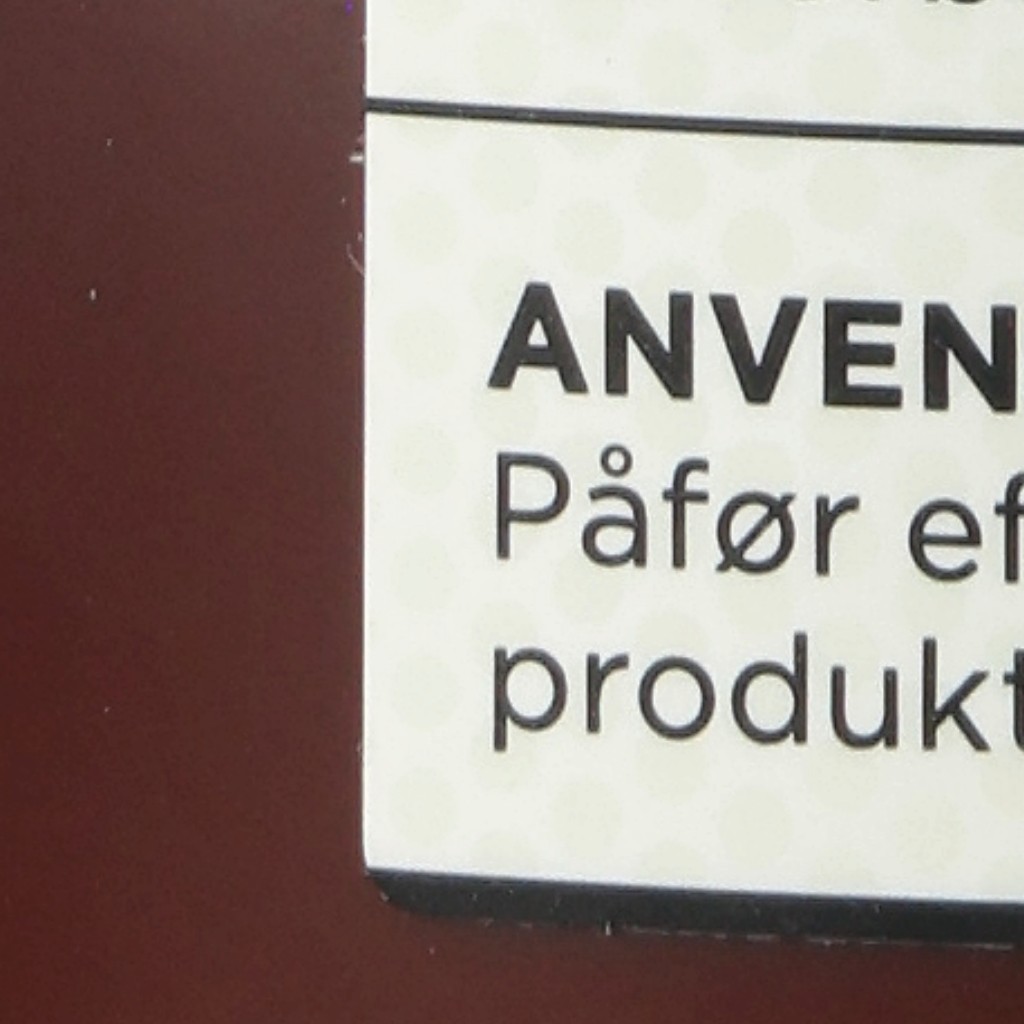 ANVEN
Påfør ef
produkt